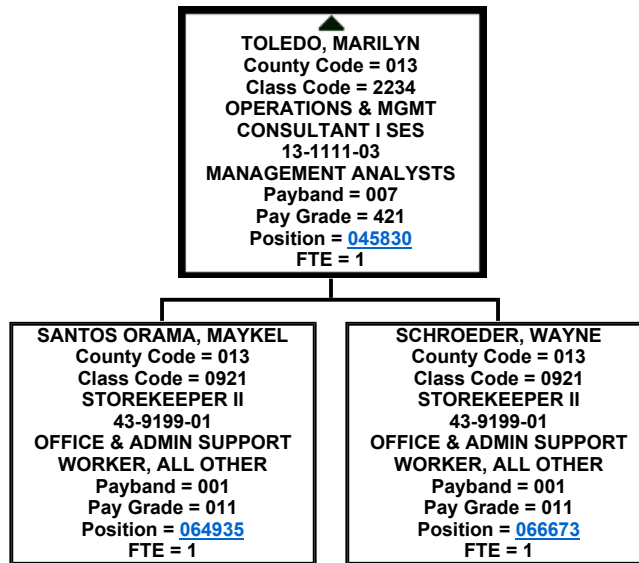 TOLEDO, MARILYN
County Code = 013
Class Code = 2234
OPERATIONS & MGMT
CONSULTANT I SES
13-1111-03
MANAGEMENT ANALYSTS
Payband = 007
Pay Grade = 421
Position = 045830
FTE = 1
SANTOS ORAMA, MAYKEL
County Code = 013
Class Code = 0921
STOREKEEPER II
43-9199-01
OFFICE & ADMIN SUPPORT
WORKER, ALL OTHER
Payband = 001
Pay Grade = 011
Position = 064935
FTE = 1
SCHROEDER, WAYNE
County Code = 013
Class Code = 0921
STOREKEEPER II
43-9199-01
OFFICE & ADMIN SUPPORT
WORKER, ALL OTHER
Payband = 001
Pay Grade = 011
Position = 066673
FTE = 1